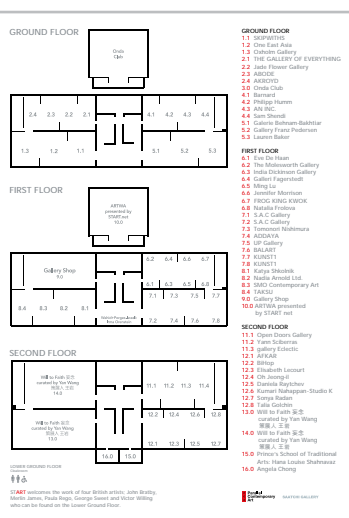 GROUND FLOOR
Onda
Club
2.4 2.3 2.2 2.1
4.1 4.2 4.3 4.4
1.3 1.2 1.1
5.1 5.2 5.3
FIRST FLOOR
ARTWA
presented by
START.net
10.0
Gallery Shop
9.0
6.2 6.4 6.6 6.7
6.1 6.3 6.5 6.8
7.1 7.3 7.5 7.7
8.4 8.3 8.2 8.1
7.2 7.4 7.6 7.8
SECOND FLOOR
Will to Faith
curated by Yan Wang
14.0
11.1 11.2 11.3 11.4
12.2 12.4 12.6 12.8
Will to Faith
curated by Yan Wang
13.0
12.1 12.3 12.5 12.7
16.0 15.0
LOWER GROUND FLOOR
START welcomes the work of four British artists: John Bratby,
Martin James, Paula Rego, George Sweet and Victor Willing
who can be found on the Lower Ground Floor
GROUND FLOOR
1.1 SKIPWITHS
1.2 One East Asia
1.3 Osholm Gallery
2.1 THE GALLERY OF EVERYTHING
2.2 Jade Flower Gallery
2.3 ABODE
2.4 AKROYD
3.0 Onda Club
4.1 Barnard
4.2 Philipp Humm
4.3 AN INC.
4.4 Sam Shendi
5.1 Galerie Behnam-Bakhtiar
5.2 Gallery Franz Pedersen
5.3 Lauren Baker
FIRST FLOOR
6.1 Eve De Haan
6.2 The Molesworth Gallery
6.3 India Dickinson Gallery
6.4 Galleri Fagerstedt
6.5 Ming Lu
6.6 Jennifer Morrison
6.7 FROG KING KWOK
6.8 Natalia Frolova
7.1 S.A.C Gallery
7.2 S.A.C Gallery
7.3 Tomonori Nishimura
7.4 ADDAYA
7.5 UP Gallery
7.6 BALART
7.7 KUNST1
7.8 KUNST1
8.1 Katya Shkolnik
8.2 Nadia Arnold Ltd.
8.3 SMO Contemporary Art
8.4 TAKSU
9.0 Gallery Shop
10.0 ARTWA presented
by START net
SECOND FLOOR
11.1 Open Doors Gallery
11.2 Yann Sciberras
11.3 gallery Eclectic
12.1 AFKAR
12.2 Biltop
12.3 Elisabeth Lecourt
12.4 Oh Jeong-il
12.5 Daniela Raytchev
12.6 Kumari Nahappan-Studio K
12.7 Sonya Radan
12.8 Talia Golchin
13.0 Will to Faith
curated by Yan Wang
14.0 Will to Faith
curated by Yan Wang
15.0 Prince's School of Traditional
Arts: Hana Louise Shahnavaz
16.0 Angela Chong
Parallel
Contemporary
Art
SAATCHI GALLERY